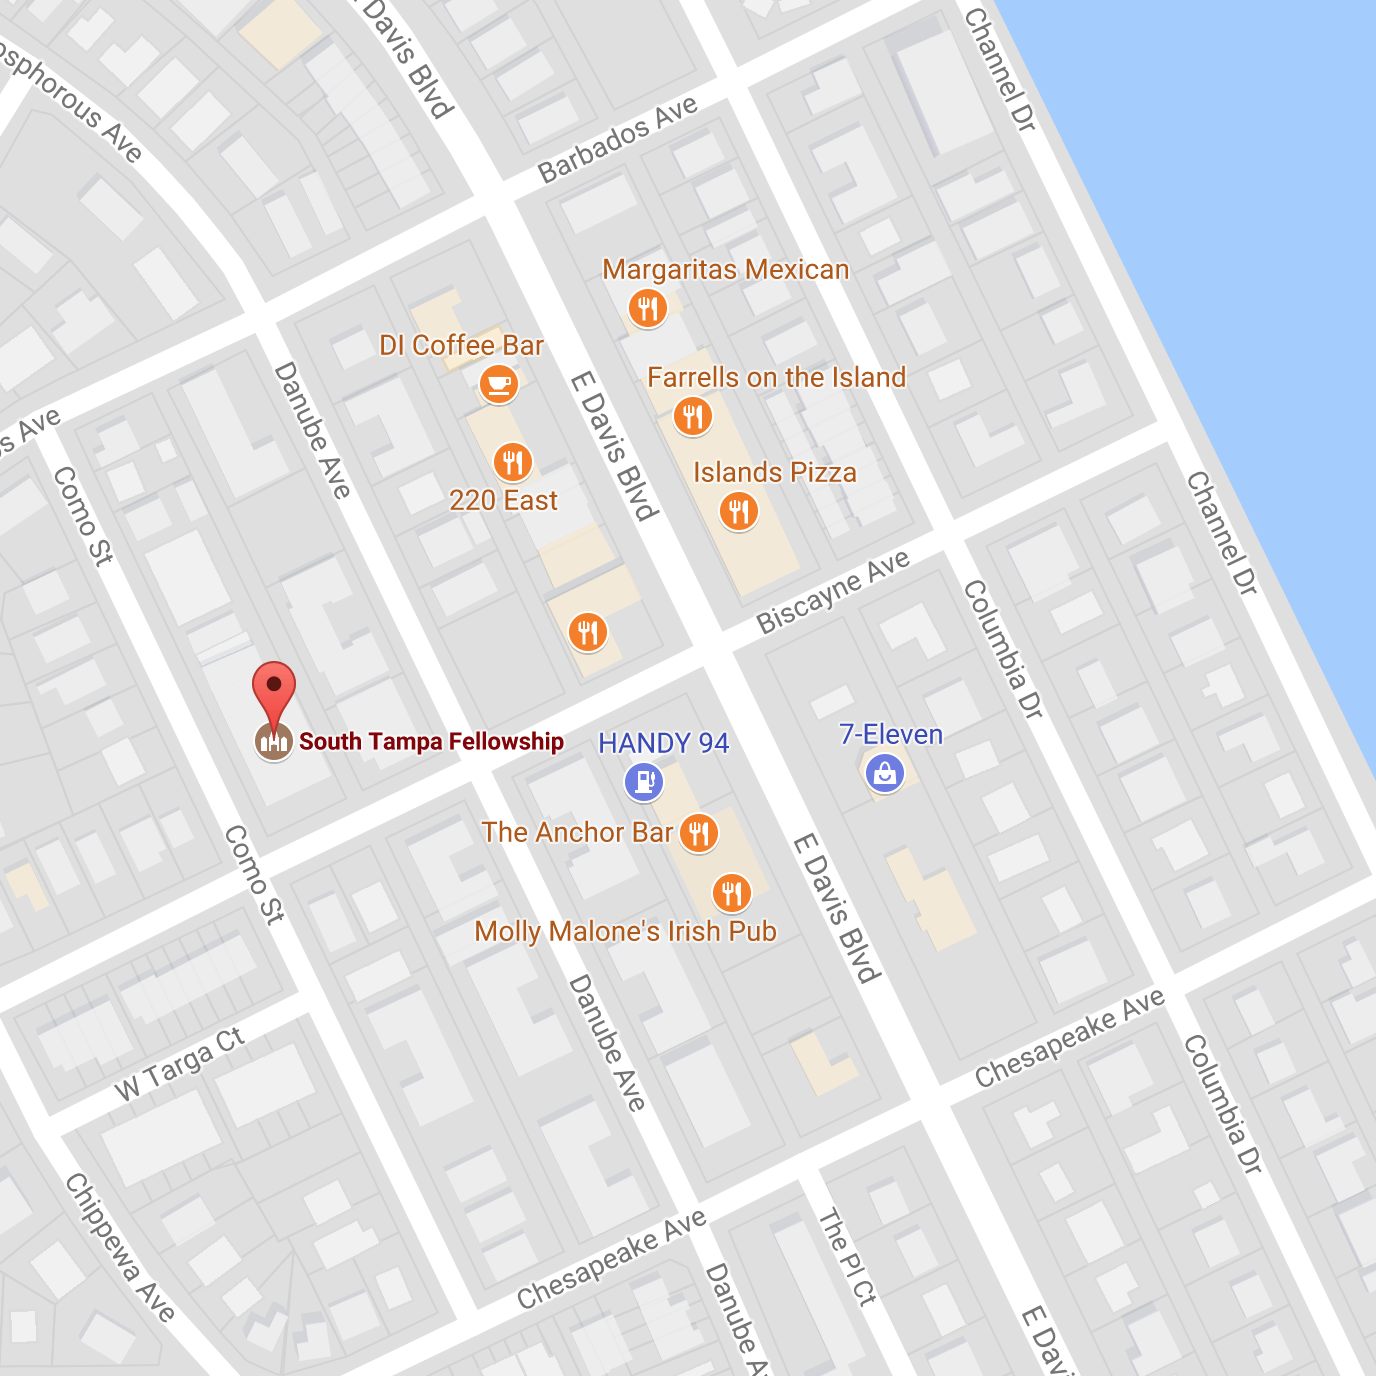 E Davis Blvd
Channel Dr
osphorous Ave
Barbados Ave
Margaritas Mexican
DI Coffee Bar
Farrells on the Island
Danube Ave
E Davis Blvd
os Ave
Islands Pizza
220 East
Como St
Channel Dr
Biscayne Ave
Columbia Dr
South Tampa Fellowship
HANDY 94
7-Eleven
The Anchor Bar
Como St
E Davis Blvd
Molly Malone's Irish Pub
Danube Ave
Chesapeake Ave
W Targa Ct
Columbia Dr
Chippewa Ave
Chesapeake Ave
The Pl Ct
Danube A
E Davi